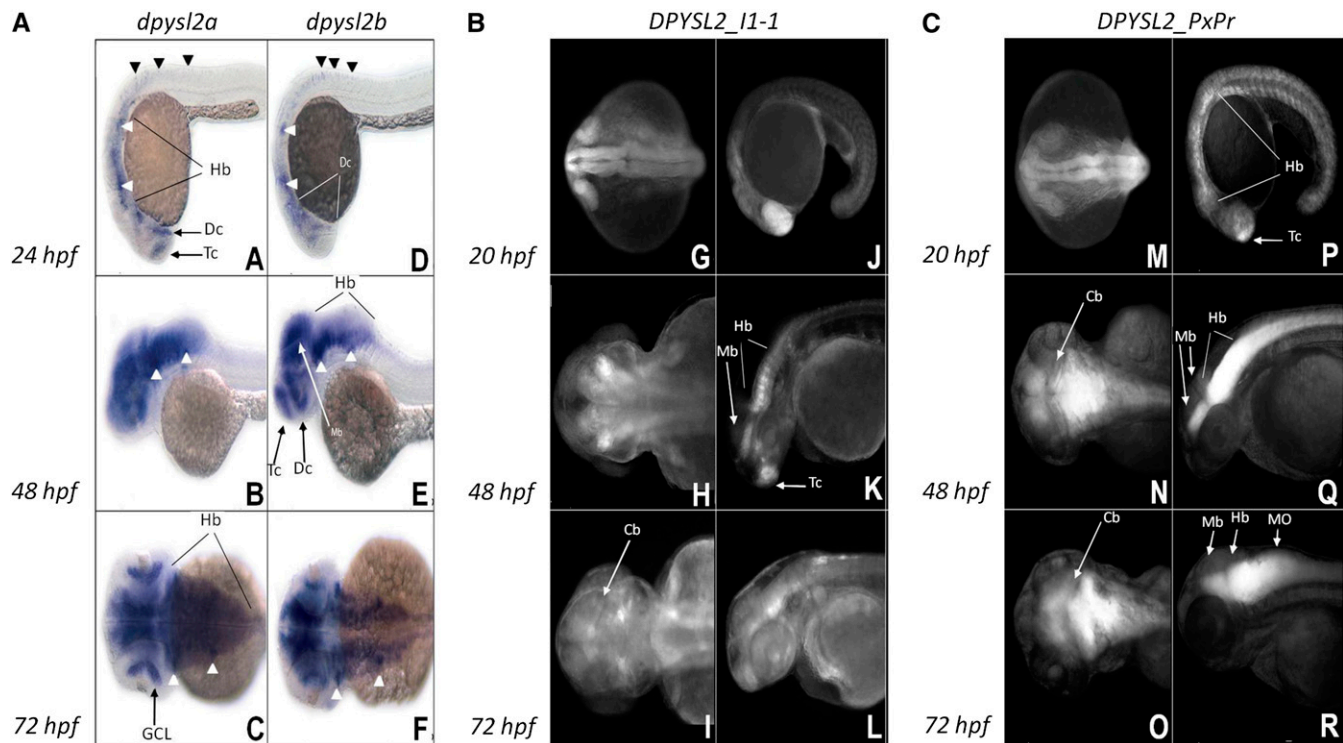 A dpysl2a dpysl2b B DPYSL2_I1-1 C DPYSL2_PxPr
Hb
Dc
Dc
Tc
24 hpf A D
20 hpf G J
Hb
Tc
20 hpf M P
Hb
Mb
Tc Dc
48 hpf B E
Hb
Mb
Tc
48 hpf H K
Cb
Mb Hb
48 hpf N Q
Hb
GCL
72 hpf C F
Cb
72 hpf I L
Cb
Mb Hb MO
72 hpf O R